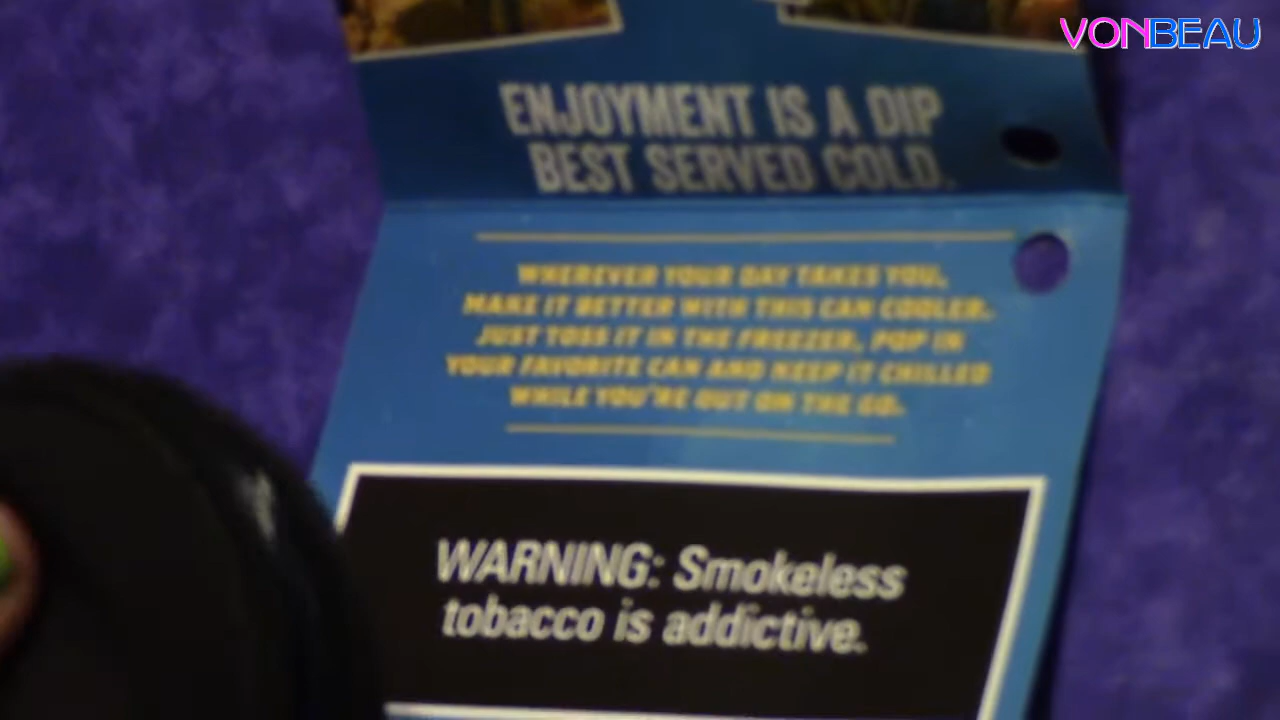 VONBEAU
ENJOYMENT IS A DIP
BEST SERVED COLD.
WHEREVER YOUR DAY TAKES YOU,
MAKE IT BETTER WITH THIS CAN COOLER.
JUST TOSS IT IN THE FREEZER, POP IN
YOUR FAVORITE CAN AND KEEP IT CHILLED
WHILE YOU'RE OUT ON THE GO.
WARNING: Smokeless
tobacco is addictive.